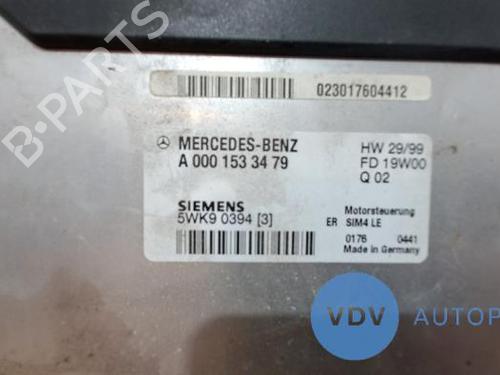 023017604412
MERCEDES-BENZ
A 000 153 34 79
HW 29/99
FD 19W00
Q 02
SIEMENS
5WK9 0394 [3]
Motorsteuerung
ER SIM4 LE
0176 0441
Made in Germany
VDV AUTOP